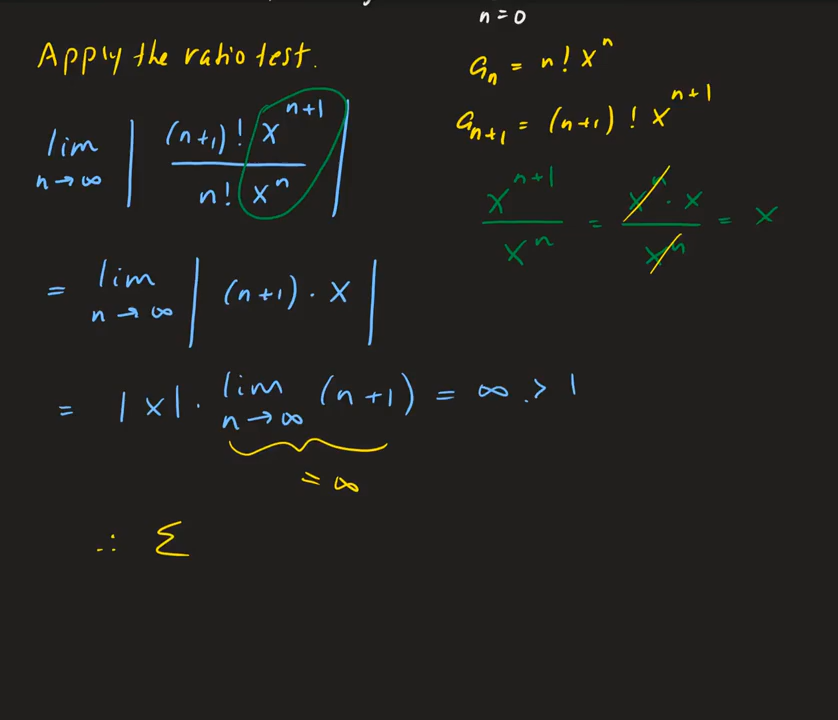 n = 0
Apply the ratio test.
a_n = n! x^n
a_{n+1} = (n+1)! x^{n+1}
lim_{n→∞} | (n+1)! x^{n+1} / n! x^n |
x^{n+1} / x^n = x^n · x / x^n = x
= lim_{n→∞} | (n+1) · x |
= |x| · lim_{n→∞} (n+1) = ∞ > 1
= ∞
∴ Σ